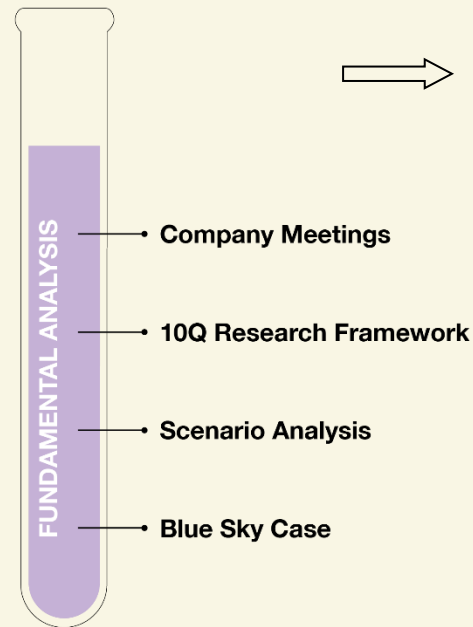 FUNDAMENTAL ANALYSIS
Company Meetings
10Q Research Framework
Scenario Analysis
Blue Sky Case